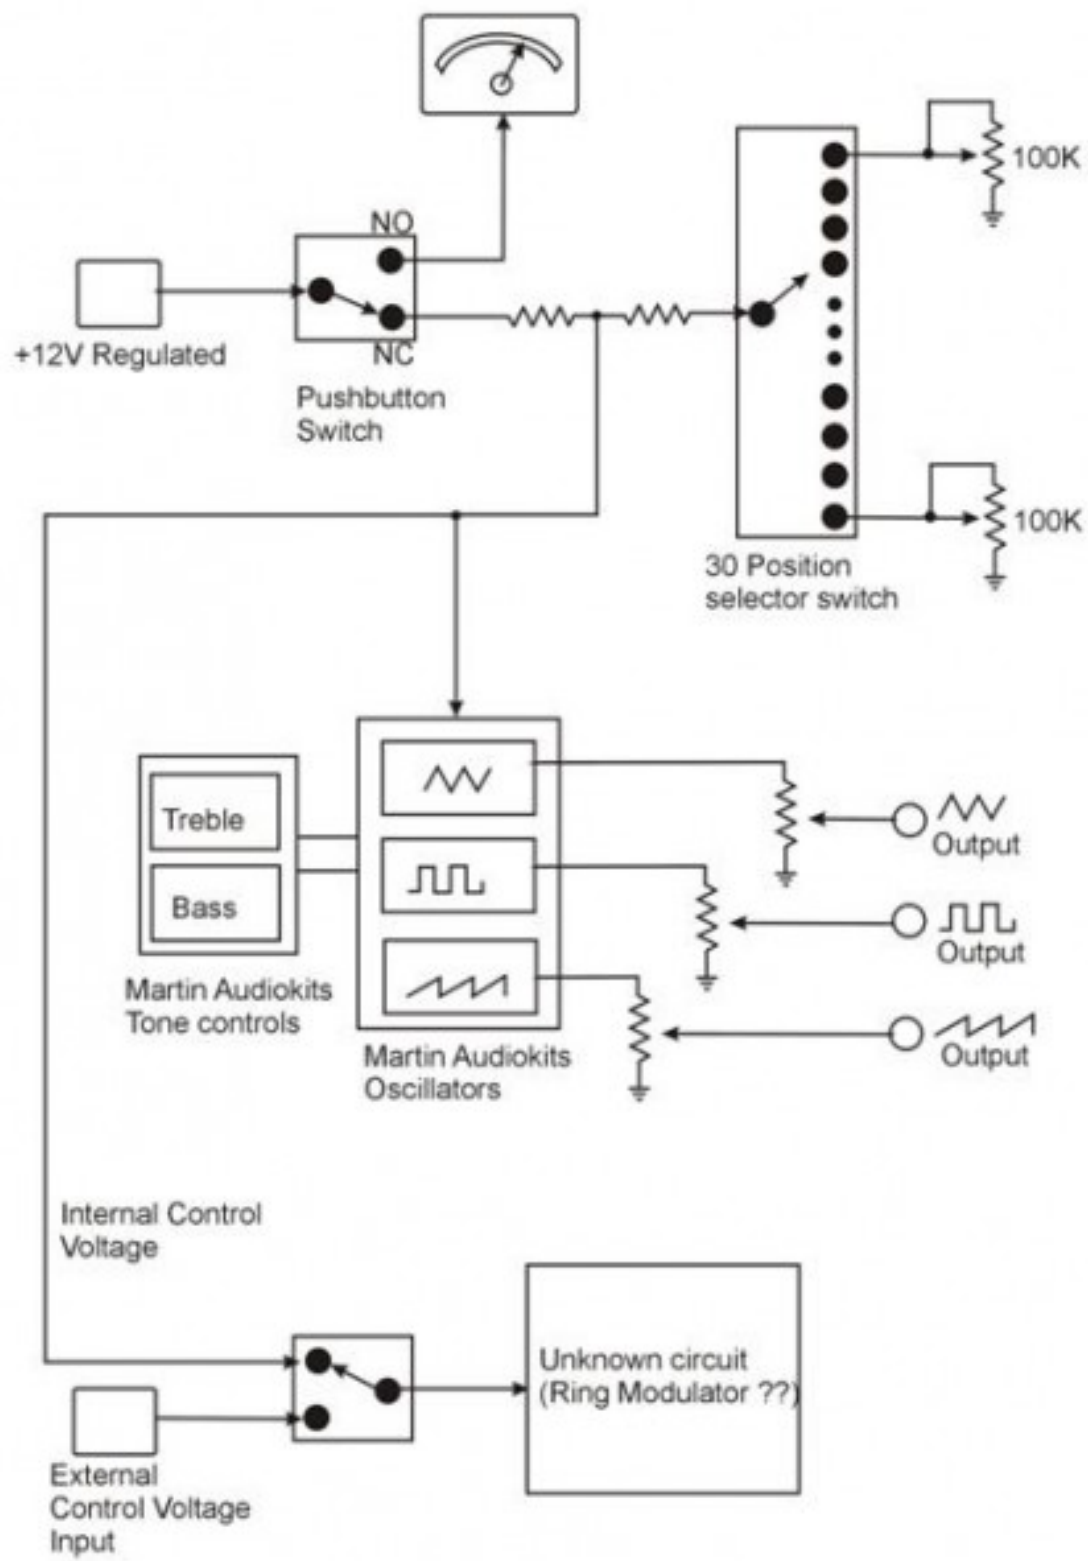 NO
100K
+12V Regulated
NC
Pushbutton
Switch
100K
30 Position
selector switch
Treble
Bass
Martin Audiokits
Tone controls
Martin Audiokits
Oscillators
Output
Output
Output
Internal Control
Voltage
Unknown circuit
(Ring Modulator ??)
External
Control Voltage
Input